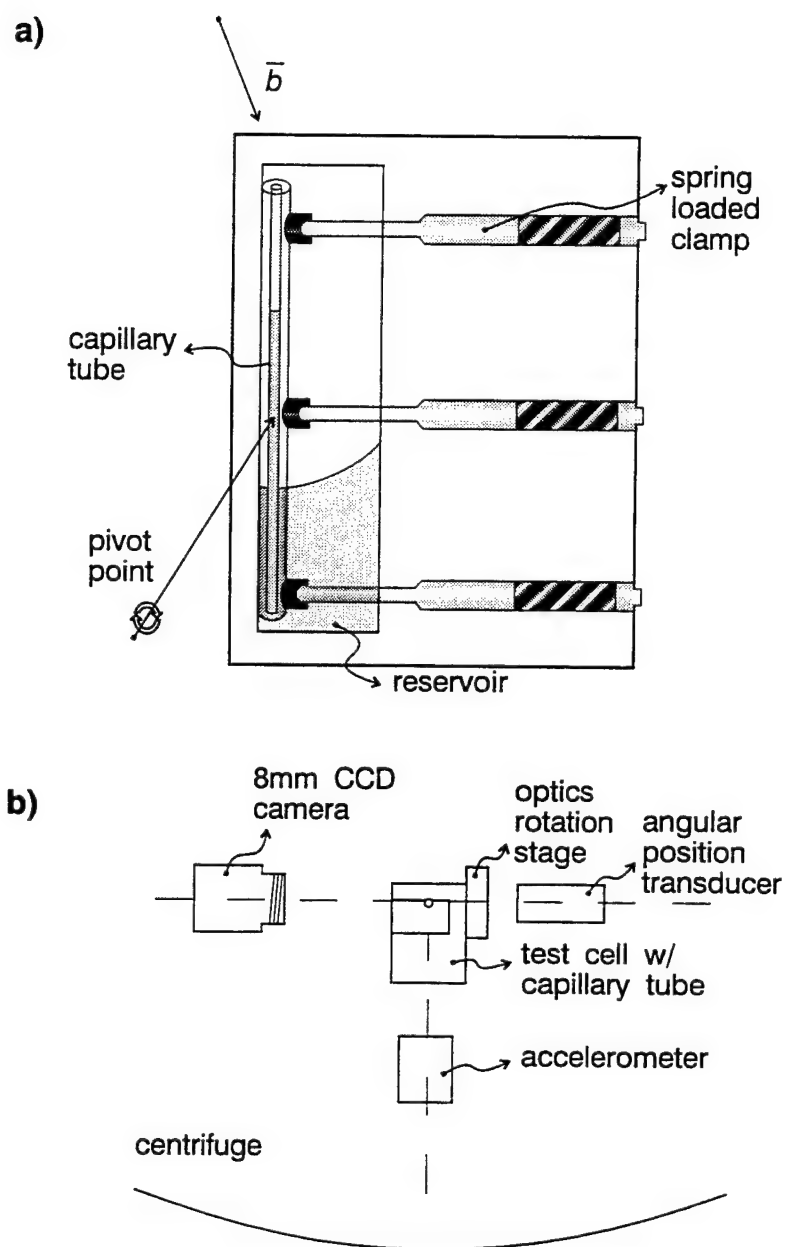 a)
b̅
spring
loaded
clamp
capillary
tube
pivot
point
reservoir
b)
8mm CCD
camera
optics
rotation
stage
angular
position
transducer
test cell w/
capillary tube
accelerometer
centrifuge